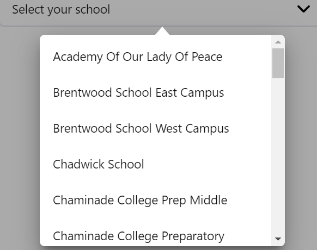 Select your school
Academy Of Our Lady Of Peace
Brentwood School East Campus
Brentwood School West Campus
Chadwick School
Chaminade College Prep Middle
Chaminade College Preparatory